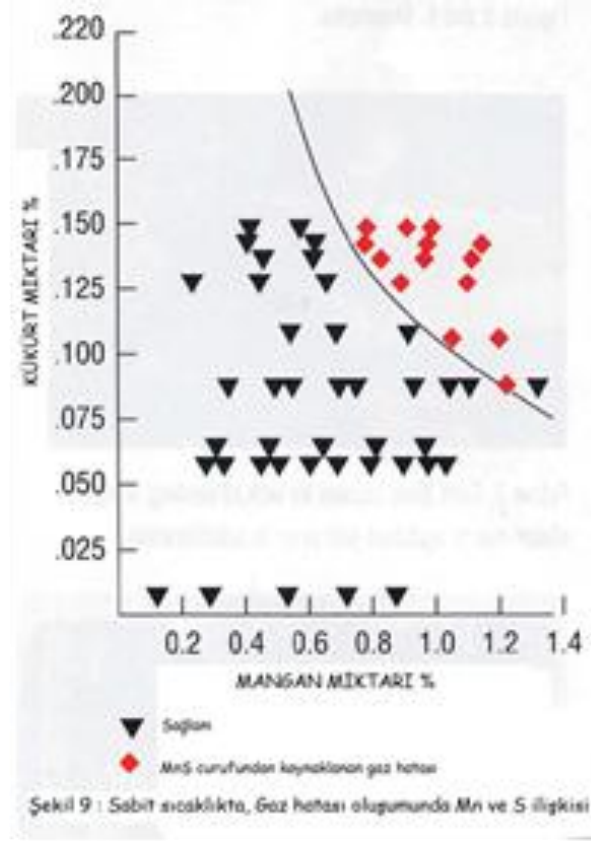 .220
.200
.175
.150
.125
.100
.075
.050
.025
KÜKÜRT MİKTARI %
0.2 0.4 0.6 0.8 1.0 1.2 1.4
MANGAN MİKTARI %
Sağlam
MnS curufundan kaynaklanan gaz hatası
Şekil 9 : Sabit sıcaklıkta, Gaz hatası oluşumunda Mn ve S ilişkisi